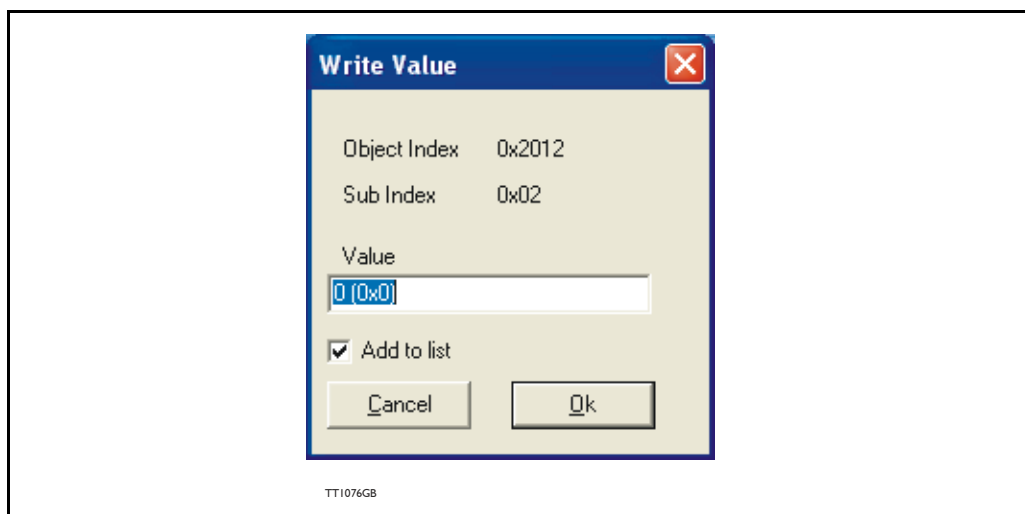 Write Value
Object Index 0x2012
Sub Index 0x02
Value
0 (0x0)
Add to list
Cancel Ok
TT1076GB